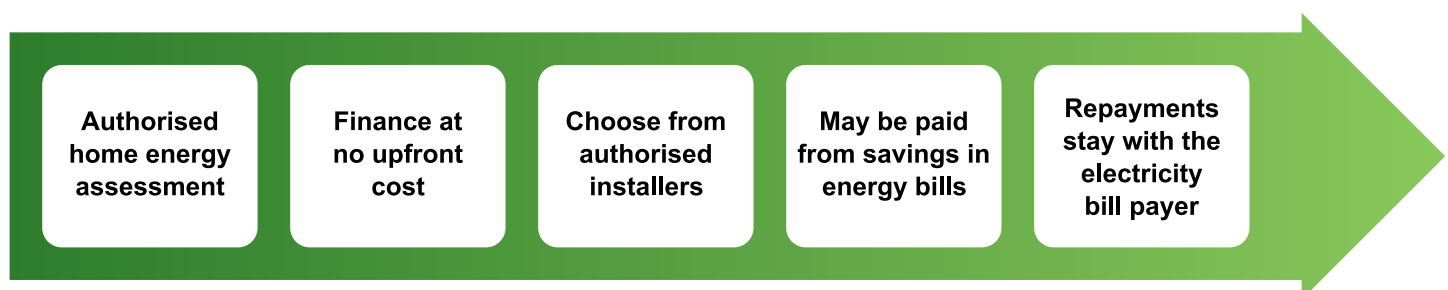 Authorised
home energy
assessment
Finance at
no upfront
cost
Choose from
authorised
installers
May be paid
from savings in
energy bills
Repayments
stay with the
electricity
bill payer